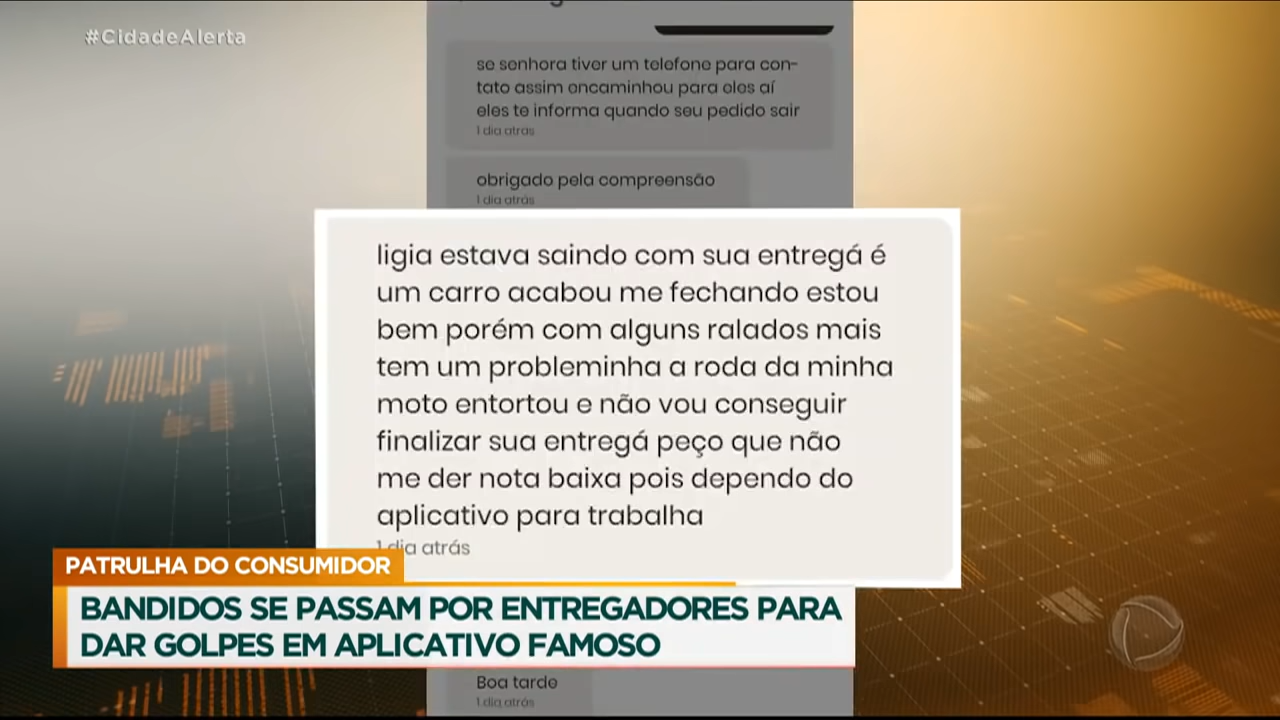 #CidadeAlerta
se senhora tiver um telefone para con-
tato assim encaminhou para eles aí
eles te informa quando seu pedido sair
1 dia atrás
obrigado pela compreensão
1 dia atrás
ligia estava saindo com sua entregá é
um carro acabou me fechando estou
bem porém com alguns ralados mais
tem um probleminha a roda da minha
moto entortou e não vou conseguir
finalizar sua entregá peço que não
me der nota baixa pois dependo do
aplicativo para trabalha
1 dia atrás
PATRULHA DO CONSUMIDOR
BANDIDOS SE PASSAM POR ENTREGADORES PARA
DAR GOLPES EM APLICATIVO FAMOSO
Boa tarde
1 dia atrás